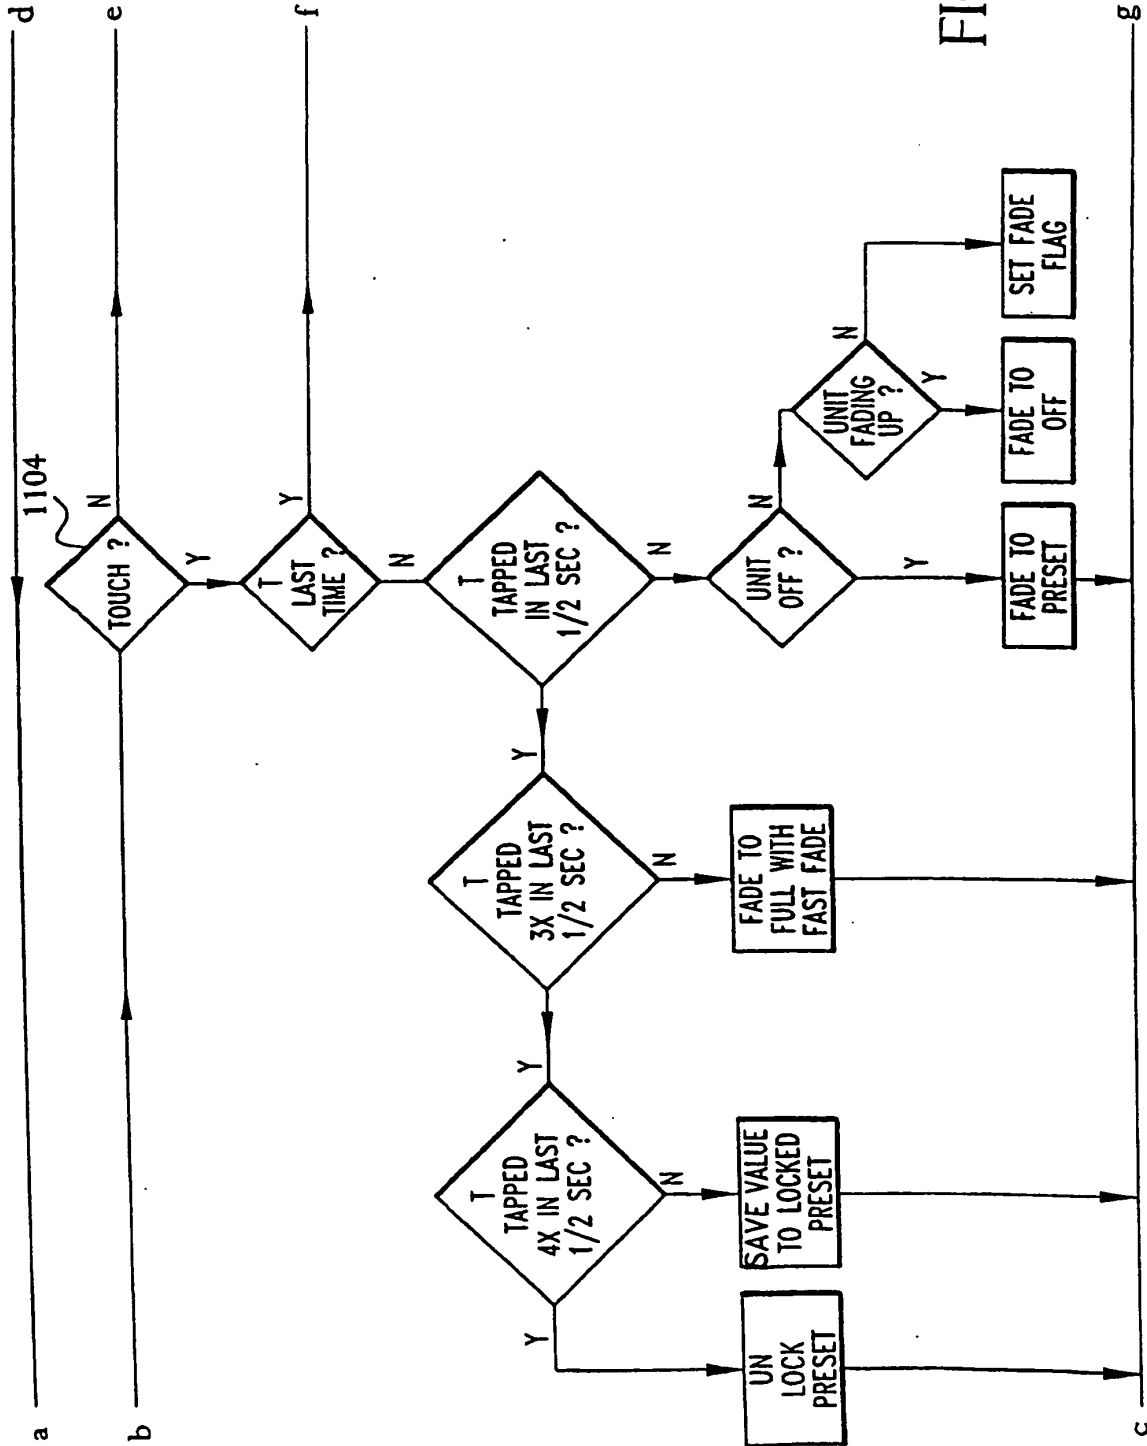 a
d
b
1104
TOUCH ?
N
e
Y
T
LAST
TIME ?
Y
f
N
T
TAPPED
IN LAST
1/2 SEC ?
Y
N
T
TAPPED
3X IN LAST
1/2 SEC ?
Y
N
T
TAPPED
4X IN LAST
1/2 SEC ?
Y
N
UNIT
OFF ?
N
Y
UNIT
FADING
UP ?
N
Y
UN
LOCK
PRESET
SAVE VALUE
TO LOCKED
PRESET
FADE TO
FULL WITH
FAST FADE
FADE TO
PRESET
FADE TO
OFF
SET FADE
FLAG
c
g